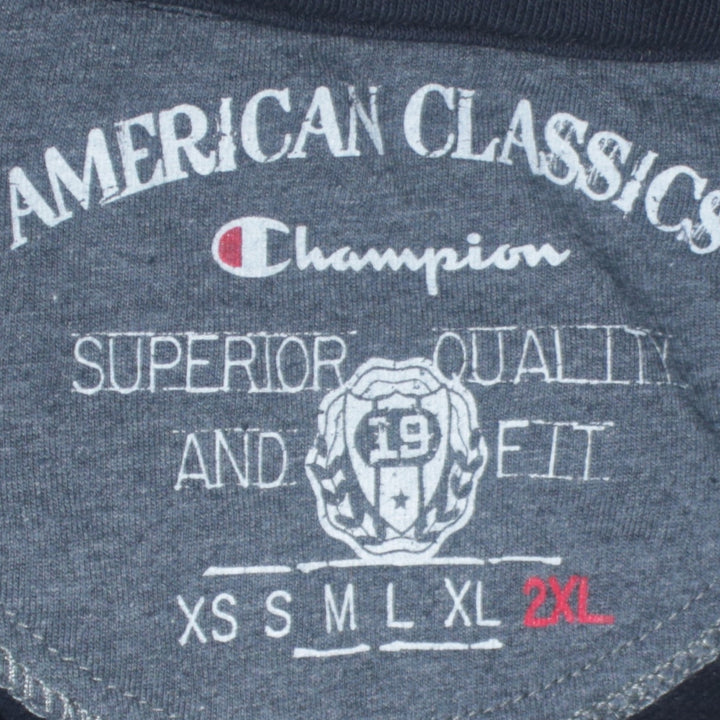 AMERICAN CLASSICS
Champion
SUPERIOR QUALITY
AND 19 FIT
XS S M L XL 2XL